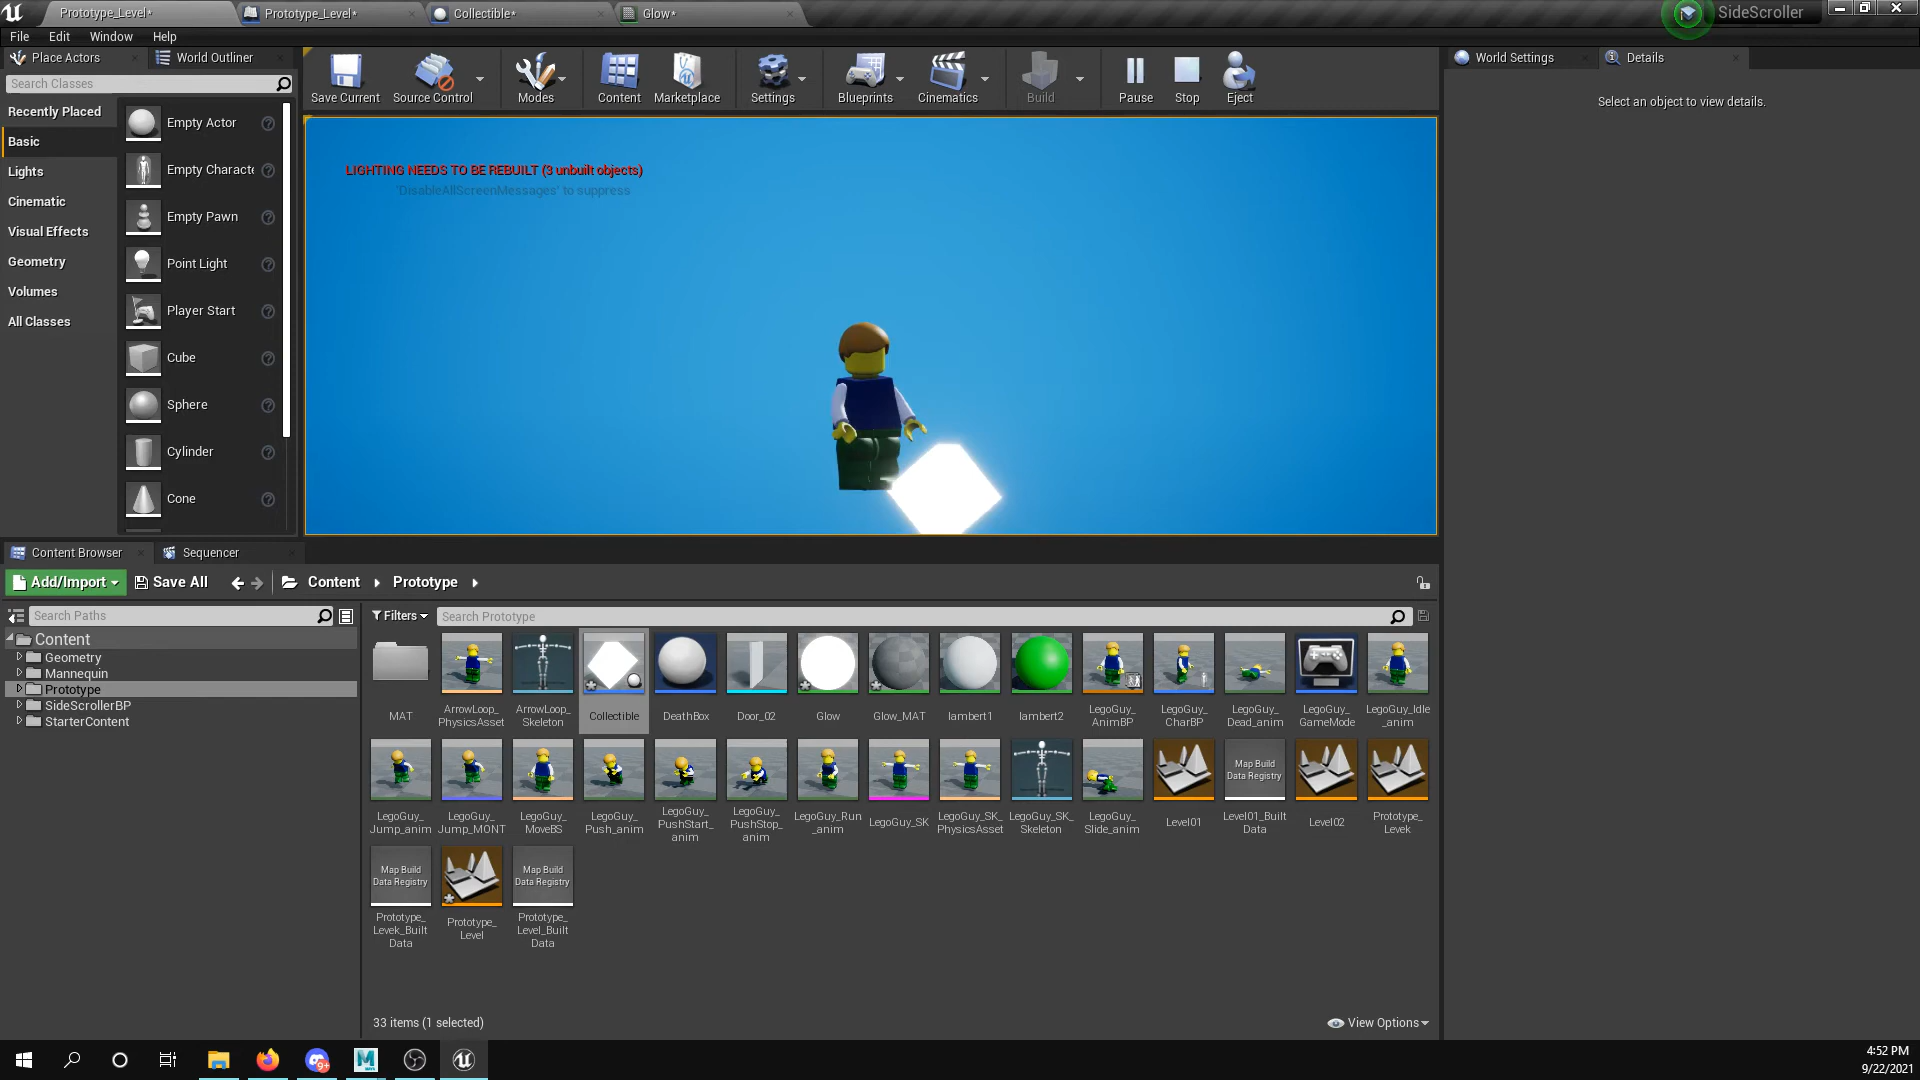 Prototype_Level*
Prototype_Level*
Collectible*
Glow*
SideScroller
File
Edit
Window
Help
Place Actors
World Outliner
Search Classes
Recently Placed
Basic
Lights
Cinematic
Visual Effects
Geometry
Volumes
All Classes
Empty Actor
Empty Characte
Empty Pawn
Point Light
Player Start
Cube
Sphere
Cylinder
Cone
Save Current
Source Control
Modes
Content
Marketplace
Settings
Blueprints
Cinematics
Build
Pause
Stop
Eject
LIGHTING NEEDS TO BE REBUILT (3 unbuilt objects)
'DisableAllScreenMessages' to suppress
World Settings
Details
Select an object to view details.
Content Browser
Sequencer
Add/Import
Save All
Content
Prototype
Search Paths
Content
Geometry
Mannequin
Prototype
SideScrollerBP
StarterContent
Filters
Search Prototype
MAT
ArrowLoop_
PhysicsAsset
ArrowLoop_
Skeleton
Collectible
DeathBox
Door_02
Glow
Glow_MAT
lambert1
lambert2
LegoGuy_
AnimBP
LegoGuy_
CharBP
LegoGuy_
Dead_anim
LegoGuy_
GameMode
LegoGuy_Idle
_anim
LegoGuy_
Jump_anim
LegoGuy_
Jump_MONT
LegoGuy_
MoveBS
LegoGuy_
Push_anim
LegoGuy_
PushStart_
anim
LegoGuy_
PushStop_
anim
LegoGuy_Run
_anim
LegoGuy_SK
LegoGuy_SK_
PhysicsAsset
LegoGuy_SK_
Skeleton
LegoGuy_
Slide_anim
Level01
Map Build
Data Registry
Level01_Built
Data
Level02
Prototype_
Levek
Map Build
Data Registry
Prototype_
Levek_Built
Data
Prototype_
Level
Map Build
Data Registry
Prototype_
Level_Built
Data
33 items (1 selected)
View Options
9+
M
MAYA
4:52 PM
9/22/2021